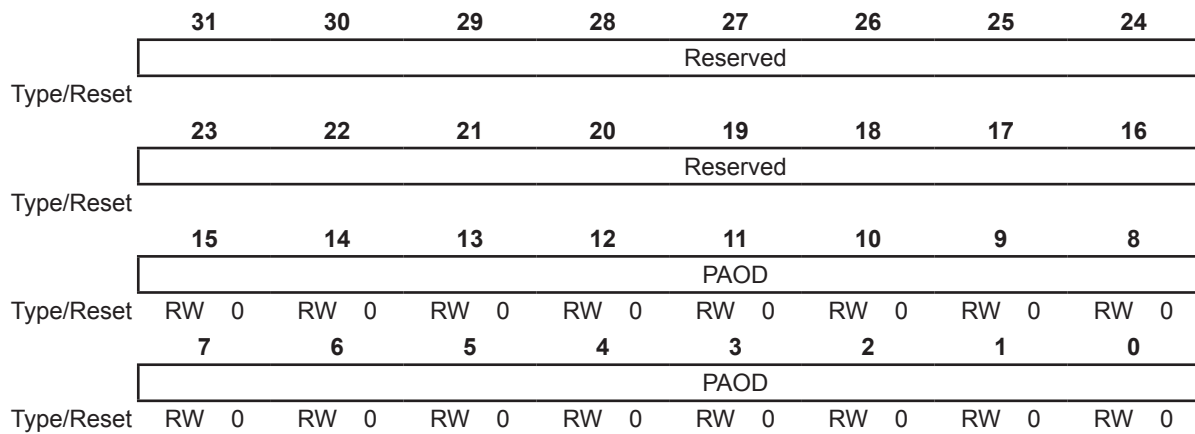 31 30 29 28 27 26 25 24
Reserved
Type/Reset
23 22 21 20 19 18 17 16
Reserved
Type/Reset
15 14 13 12 11 10 9 8
PAOD
Type/Reset RW 0 RW 0 RW 0 RW 0 RW 0 RW 0 RW 0 RW 0
7 6 5 4 3 2 1 0
PAOD
Type/Reset RW 0 RW 0 RW 0 RW 0 RW 0 RW 0 RW 0 RW 0